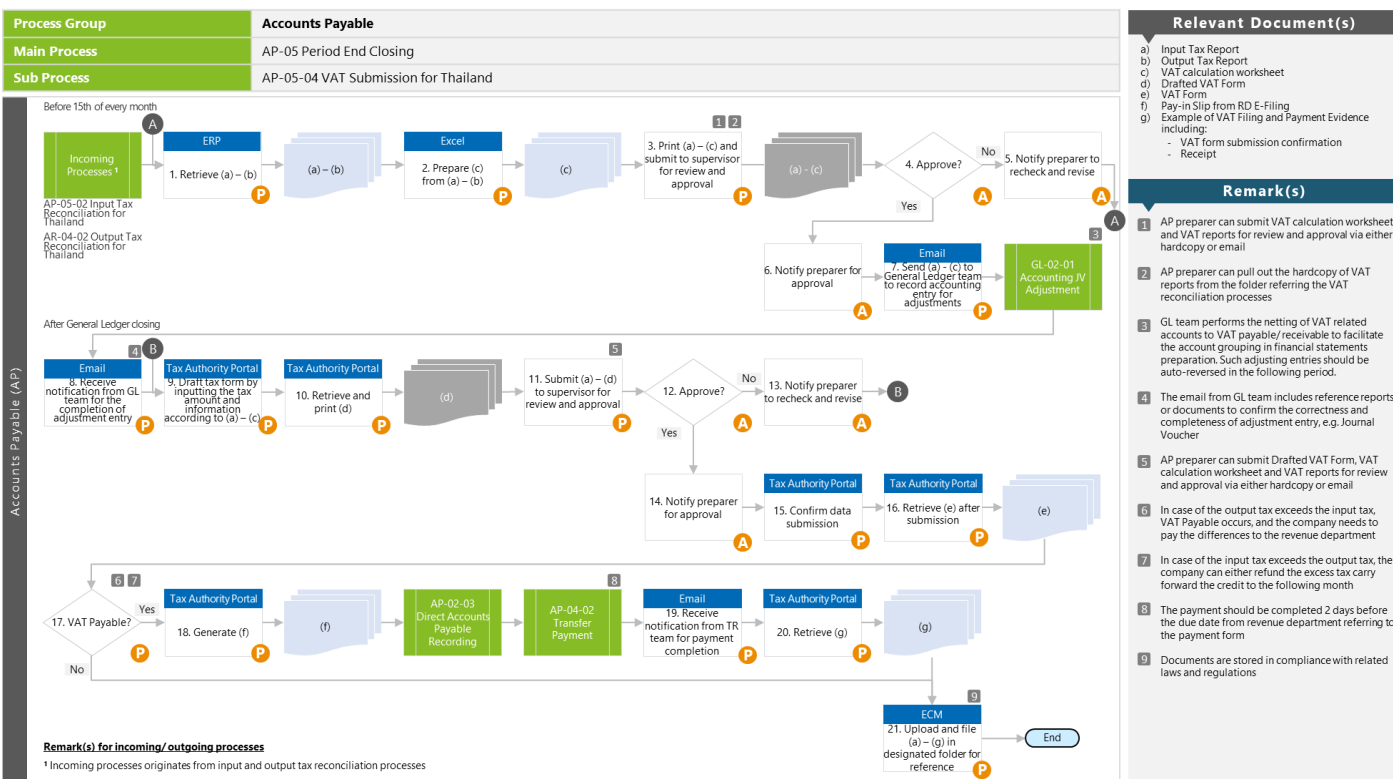 Process Group
Accounts Payable
Main Process
AP-05 Period End Closing
Sub Process
AP-05-04 VAT Submission for Thailand
Accounts Payable (AP)
Before 15th of every month
A
Incoming
Processes ¹
AP-05-02 Input Tax
Reconciliation for
Thailand
AR-04-02 Output Tax
Reconciliation for
Thailand
ERP
1. Retrieve (a) – (b)
P
(a) – (b)
Excel
2. Prepare (c)
from (a) – (b)
P
(c)
1 2
3. Print (a) – (c) and
submit to supervisor
for review and
approval
P
(a) - (c)
4. Approve?
A
No
Yes
5. Notify preparer to
recheck and revise
A
A
6. Notify preparer for
approval
A
Email
7. Send (a) - (c) to
General Ledger team
to record accounting
entry for
adjustments
P
3
GL-02-01
Accounting JV
Adjustment
After General Ledger closing
4
B
Email
8. Receive
notification from GL
team for the
completion of
adjustment entry
P
Tax Authority Portal
9. Draft tax form by
inputting the tax
amount and
information
according to (a) – (c)
P
Tax Authority Portal
10. Retrieve and
print (d)
P
(d)
5
11. Submit (a) – (d)
to supervisor for
review and approval
P
12. Approve?
A
No
Yes
13. Notify preparer
to recheck and revise
A
B
14. Notify preparer
for approval
A
Tax Authority Portal
15. Confirm data
submission
P
Tax Authority Portal
16. Retrieve (e) after
submission
P
(e)
6 7
17. VAT Payable?
P
Yes
No
Tax Authority Portal
18. Generate (f)
P
(f)
AP-02-03
Direct Accounts
Payable
Recording
8
AP-04-02
Transfer
Payment
Email
19. Receive
notification from TR
team for payment
completion
P
Tax Authority Portal
20. Retrieve (g)
P
(g)
9
ECM
21. Upload and file
(a) – (g) in
designated folder for
reference
P
End
Remark(s) for incoming/ outgoing processes
¹ Incoming processes originates from input and output tax reconciliation processes
Relevant Document(s)
a) Input Tax Report
b) Output Tax Report
c) VAT calculation worksheet
d) Drafted VAT Form
e) VAT Form
f) Pay-in Slip from RD E-Filing
g) Example of VAT Filing and Payment Evidence
including:
- VAT form submission confirmation
- Receipt
Remark(s)
1 AP preparer can submit VAT calculation worksheet
and VAT reports for review and approval via either
hardcopy or email
2 AP preparer can pull out the hardcopy of VAT
reports from the folder referring the VAT
reconciliation processes
3 GL team performs the netting of VAT related
accounts to VAT payable/receivable to facilitate
the account grouping in financial statements
preparation. Such adjusting entries should be
auto-reversed in the following period.
4 The email from GL team includes reference reports
or documents to confirm the correctness and
completeness of adjustment entry, e.g. Journal
Voucher
5 AP preparer can submit Drafted VAT Form, VAT
calculation worksheet and VAT reports for review
and approval via either hardcopy or email
6 In case of the output tax exceeds the input tax,
VAT Payable occurs, and the company needs to
pay the differences to the revenue department
7 In case of the input tax exceeds the output tax, the
company can either refund the excess tax carry
forward the credit to the following month
8 The payment should be completed 2 days before
the due date from revenue department referring to
the payment form
9 Documents are stored in compliance with related
laws and regulations